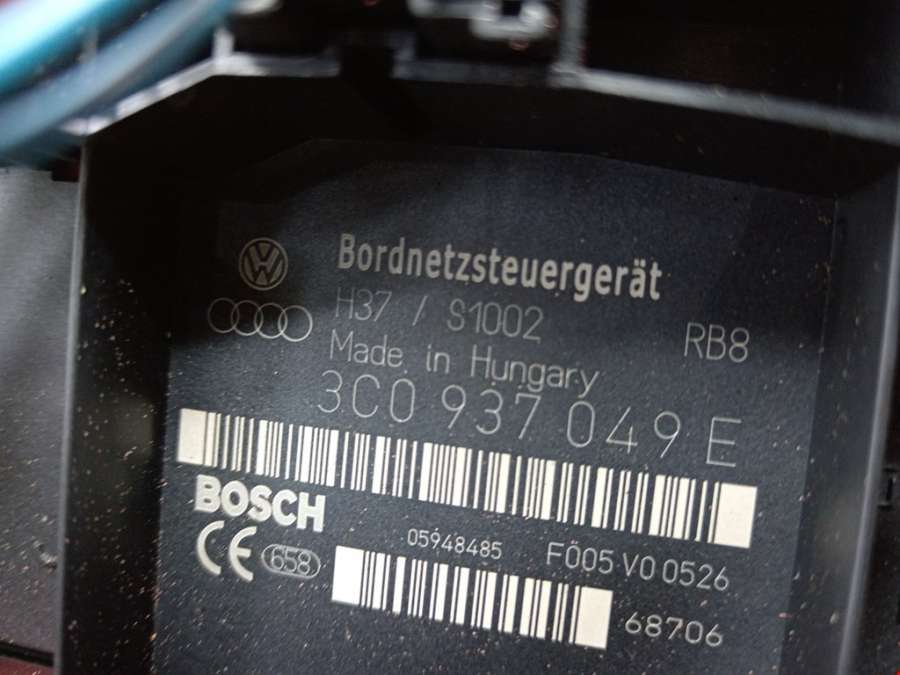 Bordnetzsteuergerät
H37 / S1002 RB8
Made in Hungary
3C0 937 049 E
BOSCH
CE 658
05948485 F005 V0 0526
68706